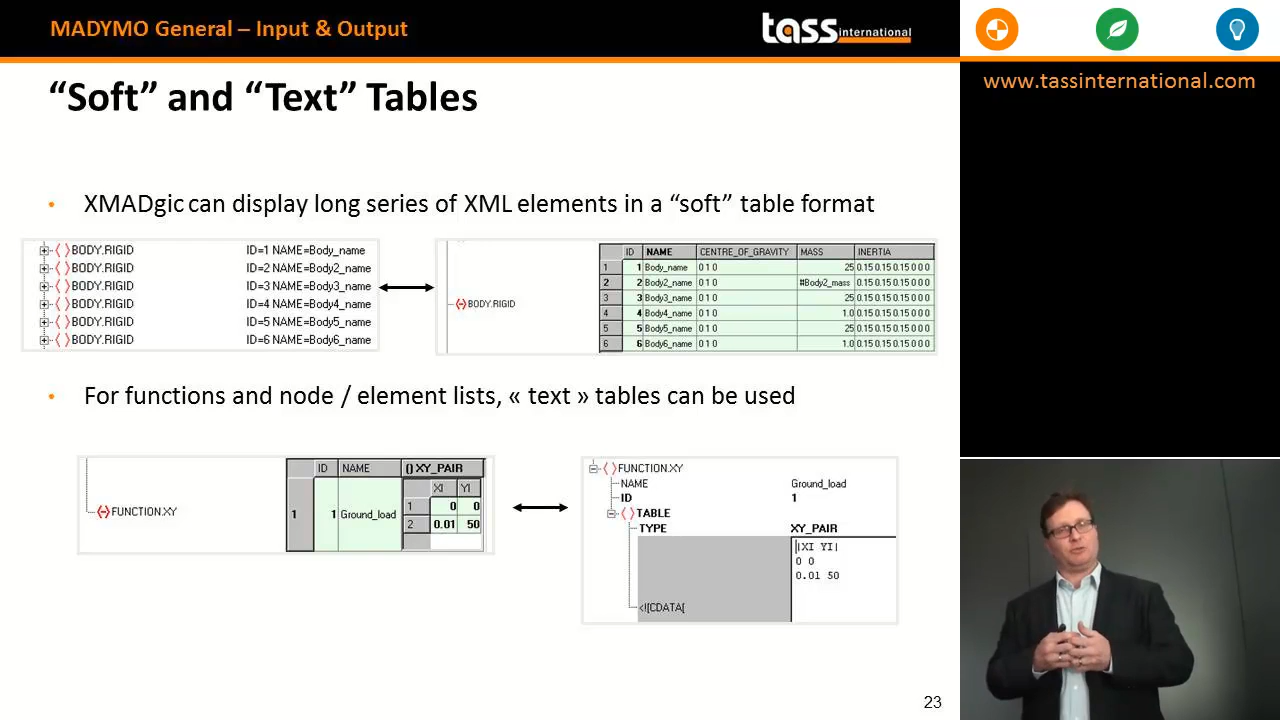 MADYMO General – Input & Output
tass
international
www.tassinternational.com
“Soft” and “Text” Tables
• XMADgic can display long series of XML elements in a “soft” table format
BODY.RIGID ID=1 NAME=Body_name
BODY.RIGID ID=2 NAME=Body2_name
BODY.RIGID ID=3 NAME=Body3_name
BODY.RIGID ID=4 NAME=Body4_name
BODY.RIGID ID=5 NAME=Body5_name
BODY.RIGID ID=6 NAME=Body6_name
BODY.RIGID
ID NAME CENTRE_OF_GRAVITY MASS INERTIA
1 1 Body_name 0 1 0 25 0.15 0.15 0.15 0 0 0
2 2 Body2_name 0 1 0 #Body2_mass 0.15 0.15 0.15 0 0 0
3 3 Body3_name 0 1 0 25 0.15 0.15 0.15 0 0 0
4 4 Body4_name 0 1 0 1.0 0.15 0.15 0.15 0 0 0
5 5 Body5_name 0 1 0 25 0.15 0.15 0.15 0 0 0
6 6 Body6_name 0 1 0 1.0 0.15 0.15 0.15 0 0 0
• For functions and node / element lists, « text » tables can be used
FUNCTION.XY
ID NAME () XY_PAIR
XI YI
1 0 0
1 1 Ground_load
2 0.01 50
FUNCTION.XY
NAME Ground_load
ID 1
TABLE
TYPE XY_PAIR
|XI YI|
0 0
0.01 50
<![CDATA[
23